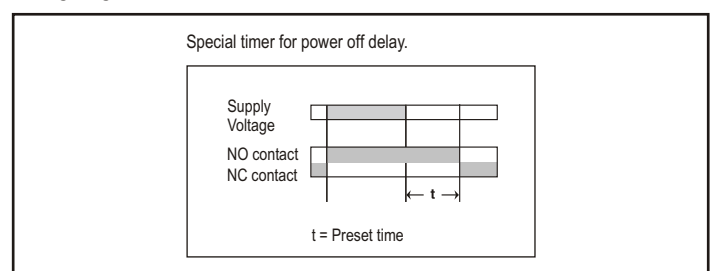 Special timer for power off delay.
Supply
Voltage
NO contact
NC contact
t
t = Preset time